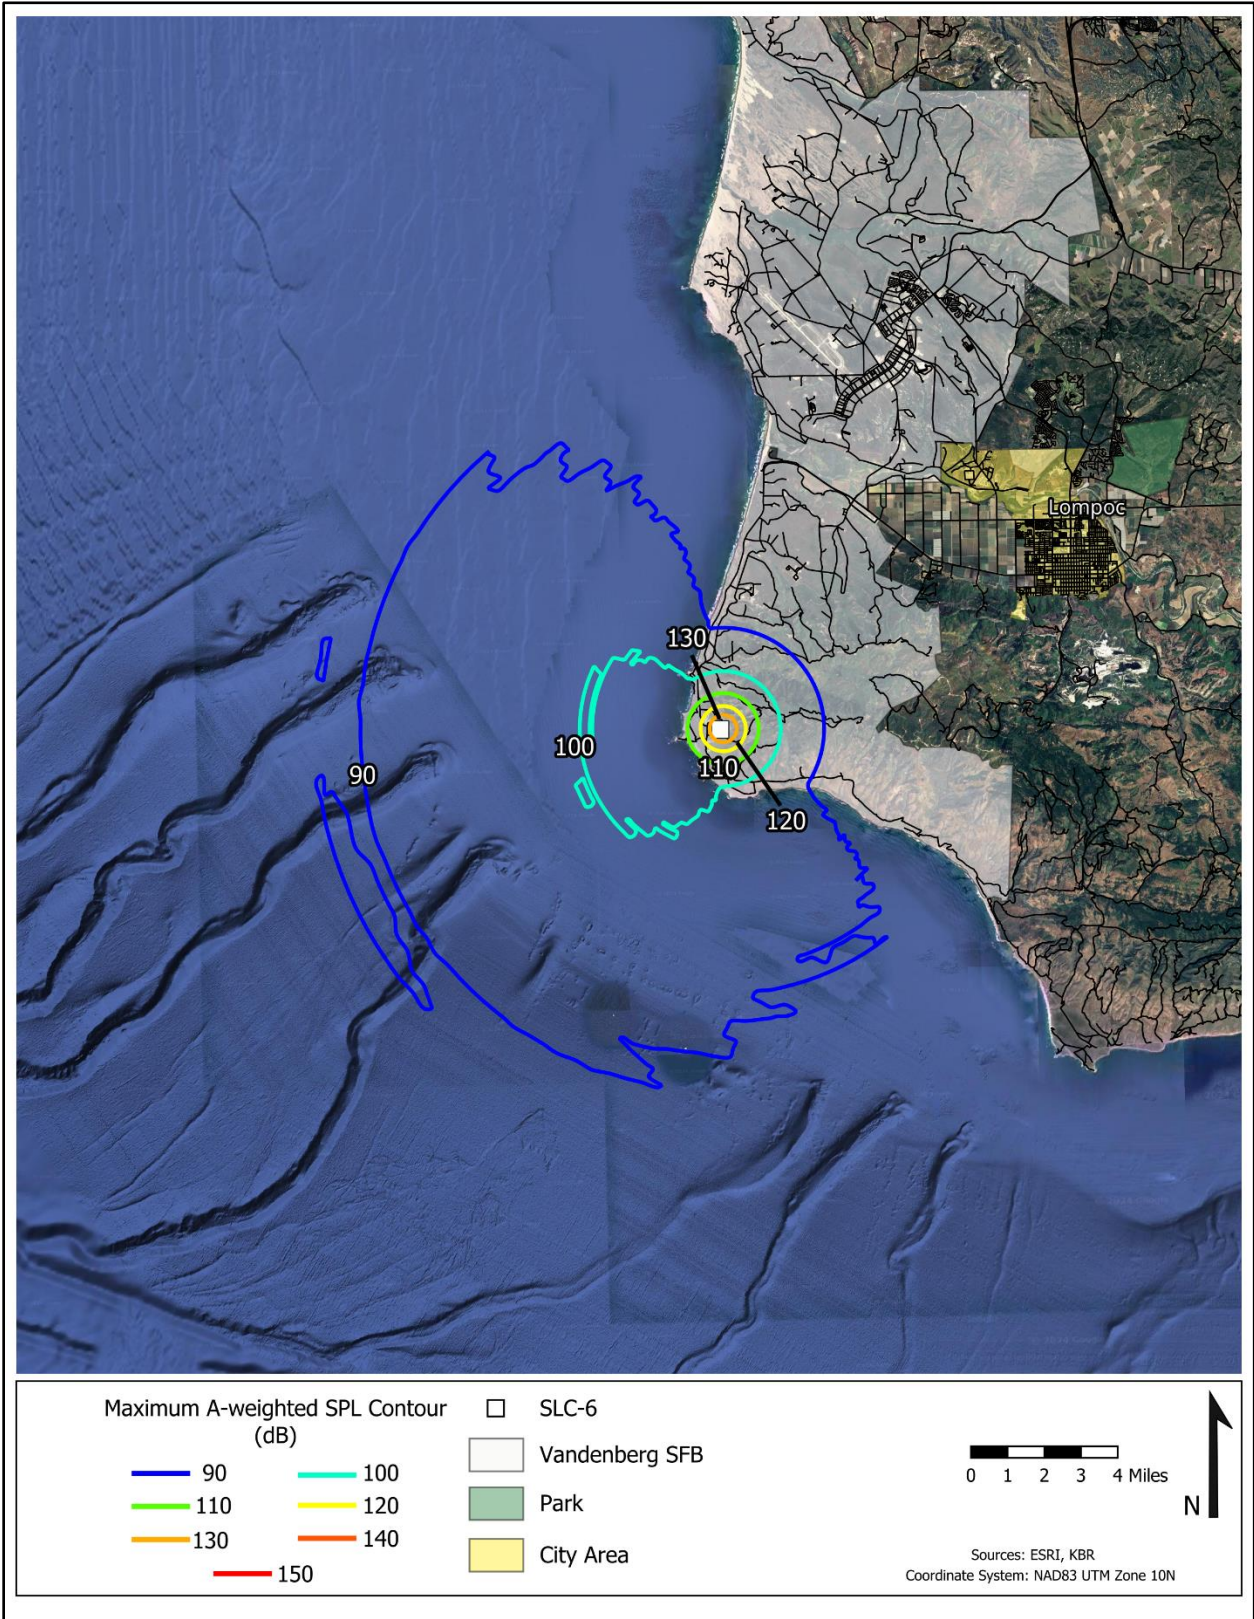 Lompoc
130
100
90
110
120
Maximum A-weighted SPL Contour
(dB)
90
100
110
120
130
140
150
SLC-6
Vandenberg SFB
Park
City Area
0 1 2 3 4 Miles
N
Sources: ESRI, KBR
Coordinate System: NAD83 UTM Zone 10N